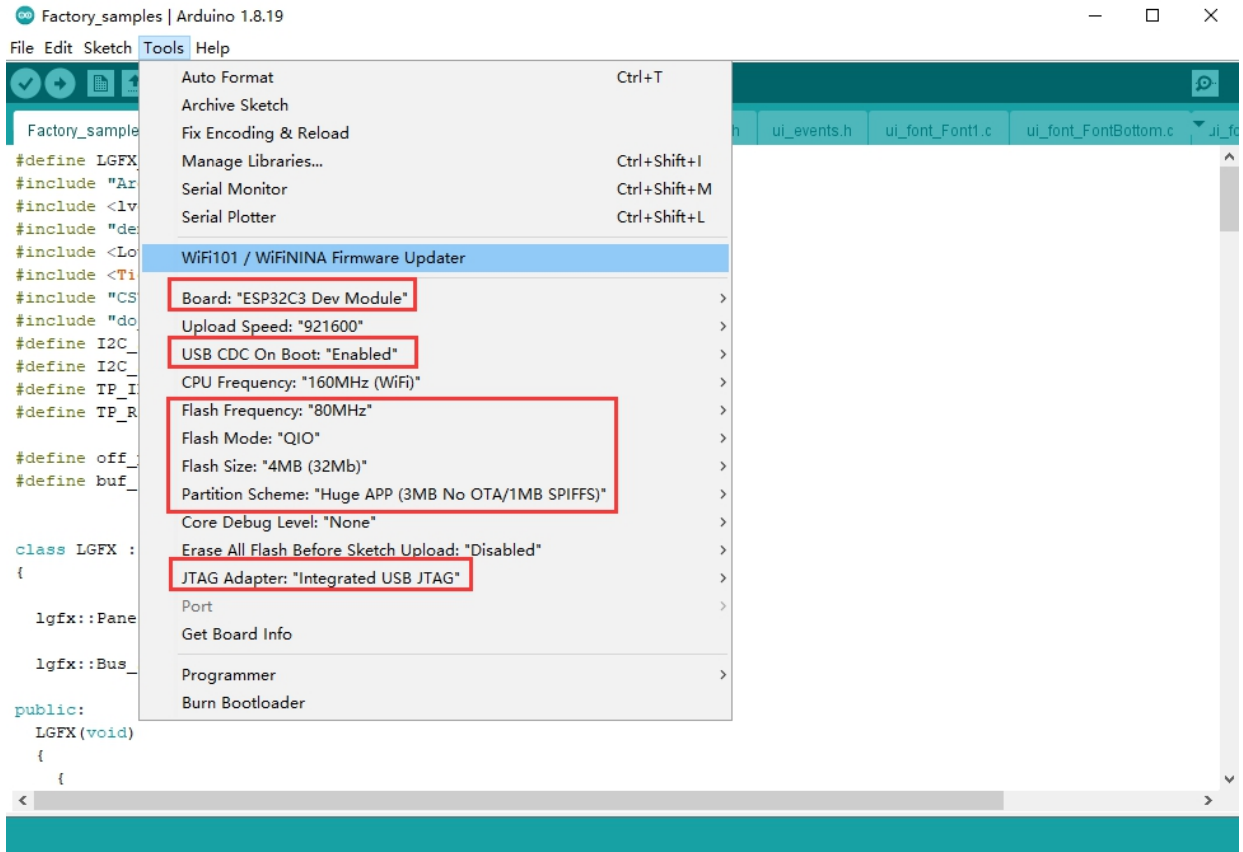 Factory_samples | Arduino 1.8.19
File Edit Sketch Tools Help
Auto Format Ctrl+T
Archive Sketch
Fix Encoding & Reload
Manage Libraries... Ctrl+Shift+I
Serial Monitor Ctrl+Shift+M
Serial Plotter Ctrl+Shift+L
WiFi101 / WiFiNINA Firmware Updater
Board: "ESP32C3 Dev Module"
Upload Speed: "921600"
USB CDC On Boot: "Enabled"
CPU Frequency: "160MHz (WiFi)"
Flash Frequency: "80MHz"
Flash Mode: "QIO"
Flash Size: "4MB (32Mb)"
Partition Scheme: "Huge APP (3MB No OTA/1MB SPIFFS)"
Core Debug Level: "None"
Erase All Flash Before Sketch Upload: "Disabled"
JTAG Adapter: "Integrated USB JTAG"
Port
Get Board Info
Programmer
Burn Bootloader
Factory_sample h ui_events.h ui_font_Font1.c ui_font_FontBottom.c
#define LGFX_
#include "Ar
#include <lv
#include "de
#include <Lo
#include <Ti
#include "CS
#include "do
#define I2C_
#define I2C_
#define TP_I
#define TP_R
#define off_
#define buf_
class LGFX :
{
lgfx::Pane
lgfx::Bus_
public:
LGFX(void)
{
{